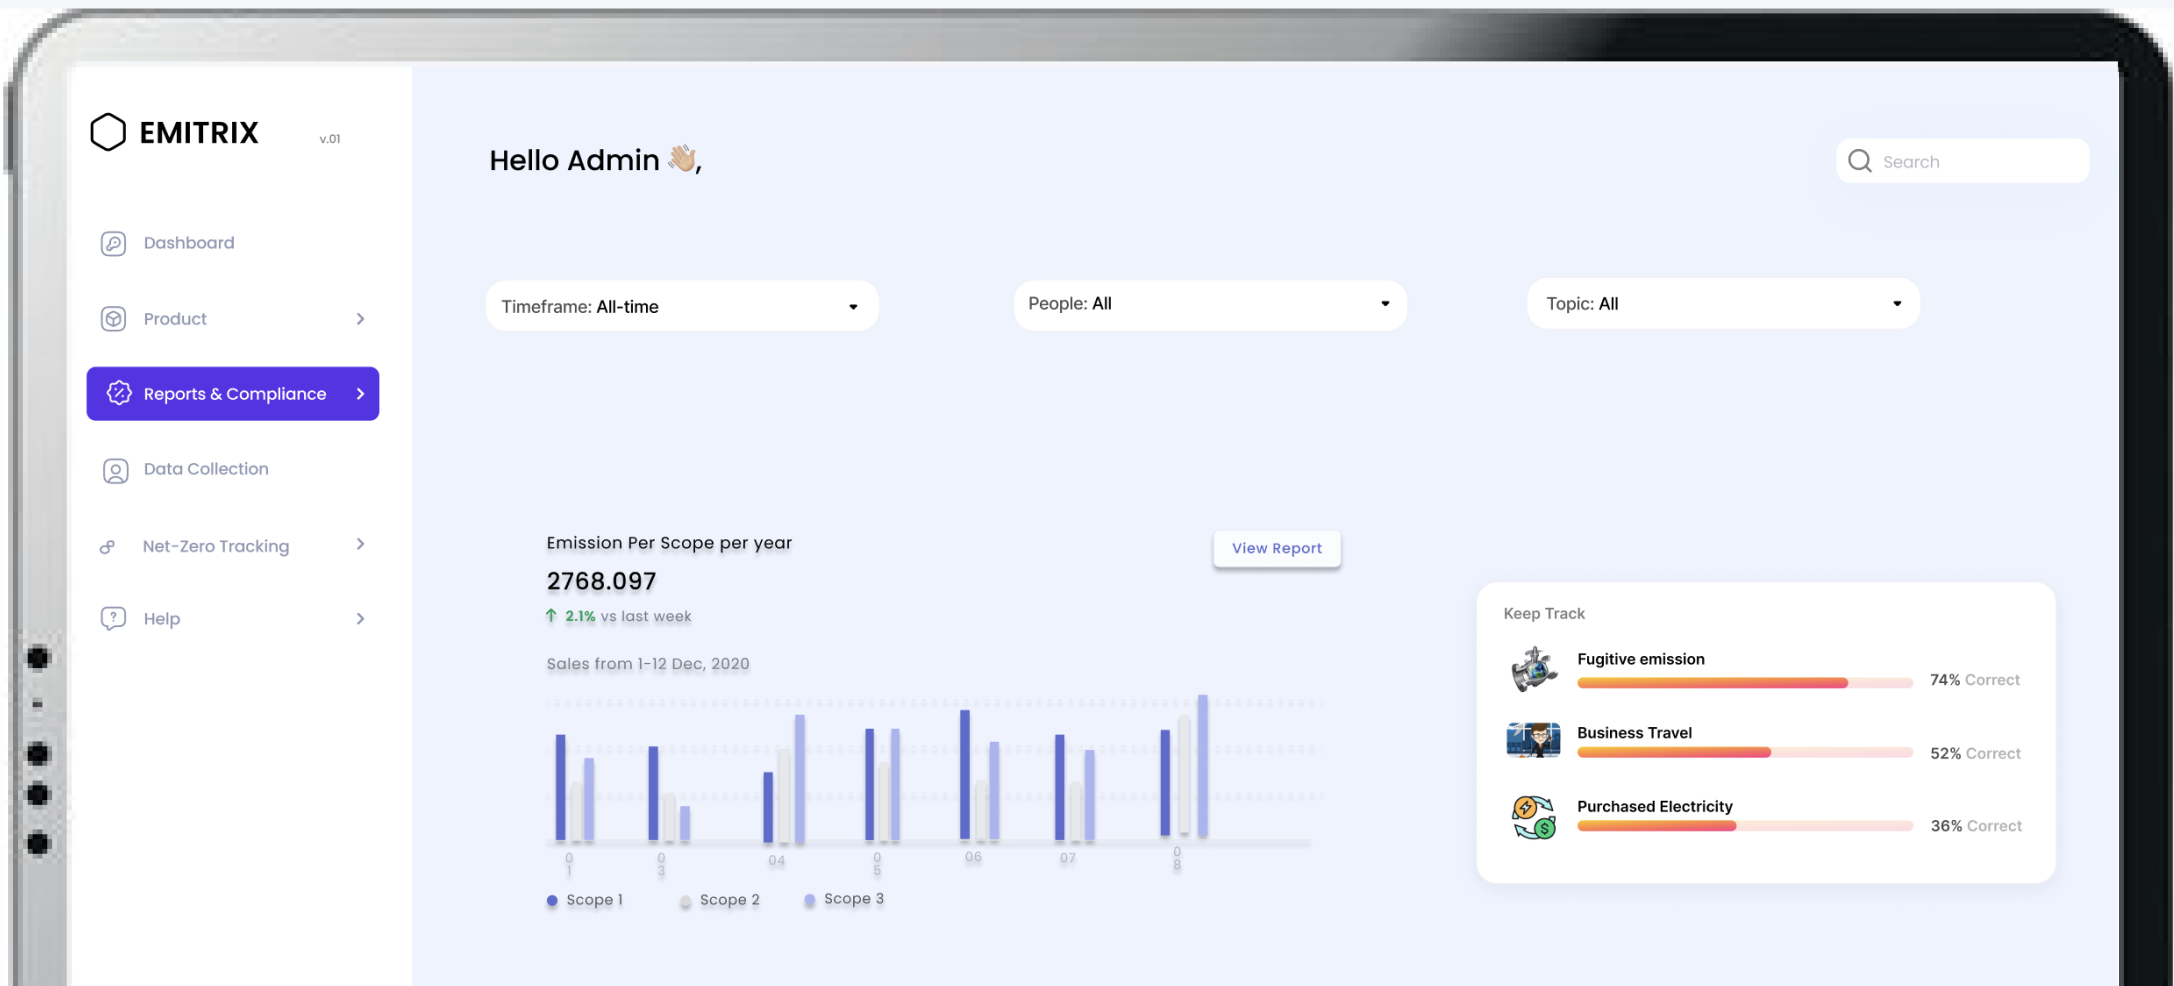 EMITRIX
v.01
Dashboard
Product
Reports & Compliance
Data Collection
Net-Zero Tracking
Help
Hello Admin 👋🏼,
Search
Timeframe: All-time
People: All
Topic: All
Emission Per Scope per year
View Report
2768.097
↑ 2.1% vs last week
Sales from 1-12 Dec, 2020
01
03
04
05
06
07
08
Scope 1
Scope 2
Scope 3
Keep Track
Fugitive emission
74% Correct
Business Travel
52% Correct
Purchased Electricity
36% Correct